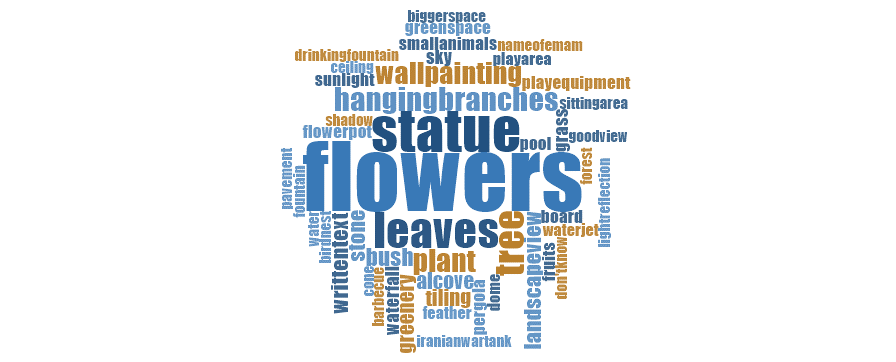 biggerspace
greenspace
smallanimals
nameofemam
drinkingfountain
sky
playarea
ceiling
wallpainting
sunlight
playequipment
hangingbranches
sittingarea
shadow
statue
grass
flowerpot
pool
goodview
flowers
forest
pavement
fountain
lightreflection
water
birdnest
writtentext
stone
leaves
tree
board
landscapeview
waterjet
bush
plant
fruits
don'tknow
cone
barbecue
waterfall
alcove
greenery
tiling
pergola
dome
feather
iranianwartank